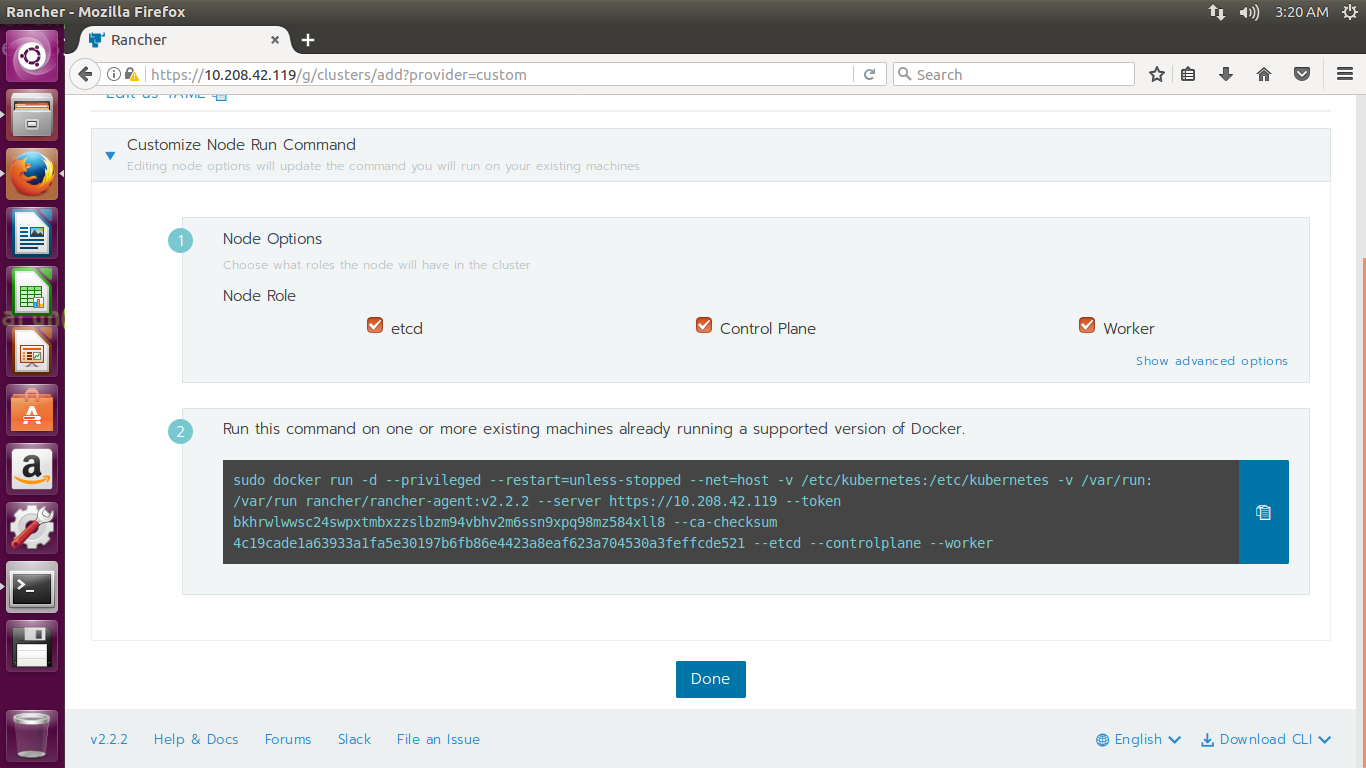 Rancher - Mozilla Firefox
3:20 AM
Rancher
https://10.208.42.119/g/clusters/add?provider=custom
Search
Edit as YAML
Customize Node Run Command
Editing node options will update the command you will run on your existing machines
1
Node Options
Choose what roles the node will have in the cluster
Node Role
etcd Control Plane Worker
Show advanced options
2
Run this command on one or more existing machines already running a supported version of Docker.
sudo docker run -d --privileged --restart=unless-stopped --net=host -v /etc/kubernetes:/etc/kubernetes -v /var/run:
/var/run rancher/rancher-agent:v2.2.2 --server https://10.208.42.119 --token
bkhrwlwwsc24swpxtmbxzzslbzm94vbhv2m6ssn9xpq98mz584xll8 --ca-checksum
4c19cade1a63933a1fa5e30197b6fb86e4423a8eaf623a704530a3feffcde521 --etcd --controlplane --worker
Done
v2.2.2 Help & Docs Forums Slack File an Issue English Download CLI